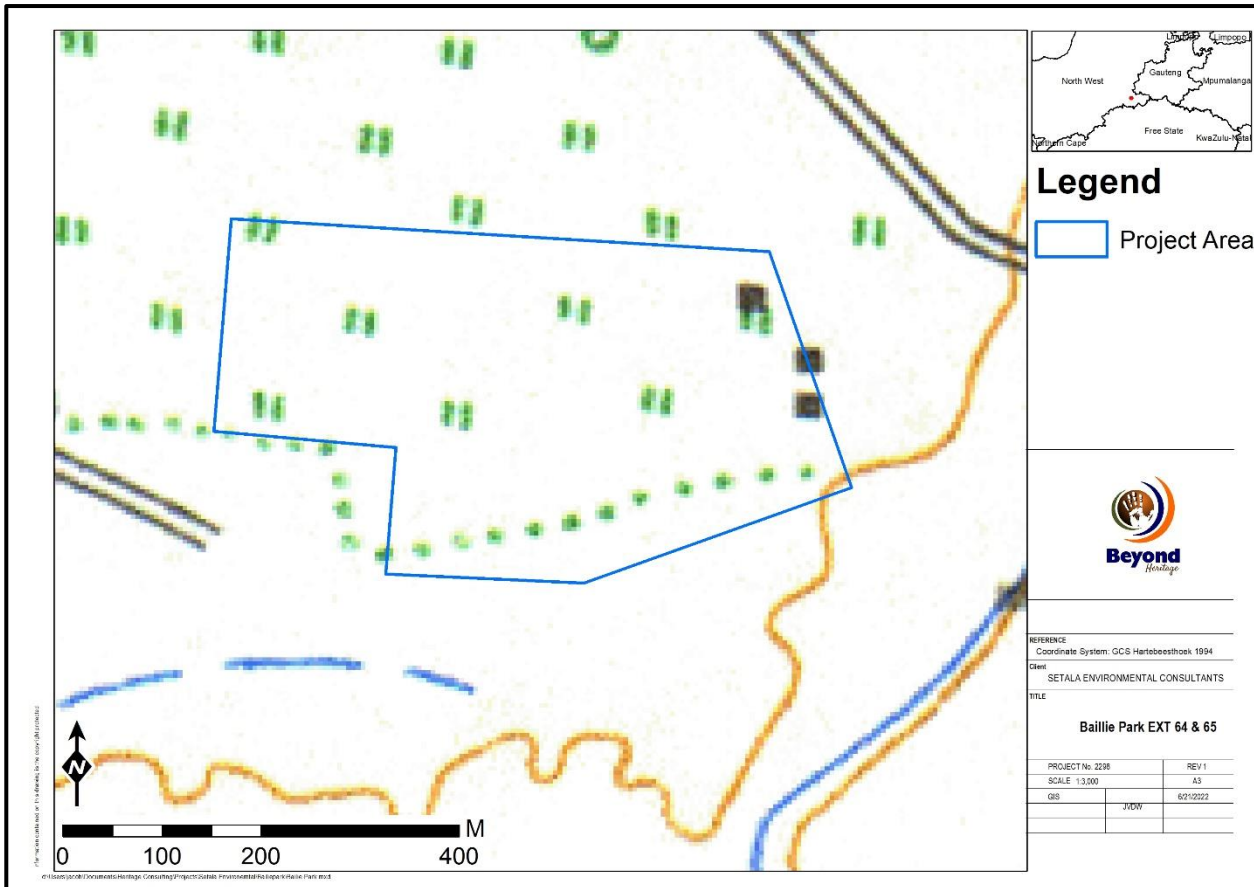 Limpopo
Gauteng
North West
Mpumalanga
Free State
KwaZulu-Natal
Northern Cape
Legend
Project Area
Beyond
Heritage
REFERENCE
Coordinate System: GCS Hartebeesthoek 1994
Client
SETALA ENVIRONMENTAL CONSULTANTS
TITLE
Baillie Park EXT 64 & 65
PROJECT No. 2298 REV 1
SCALE 1:3,000 A3
GIS JVDW 6/21/2022
N
M
0 100 200 400